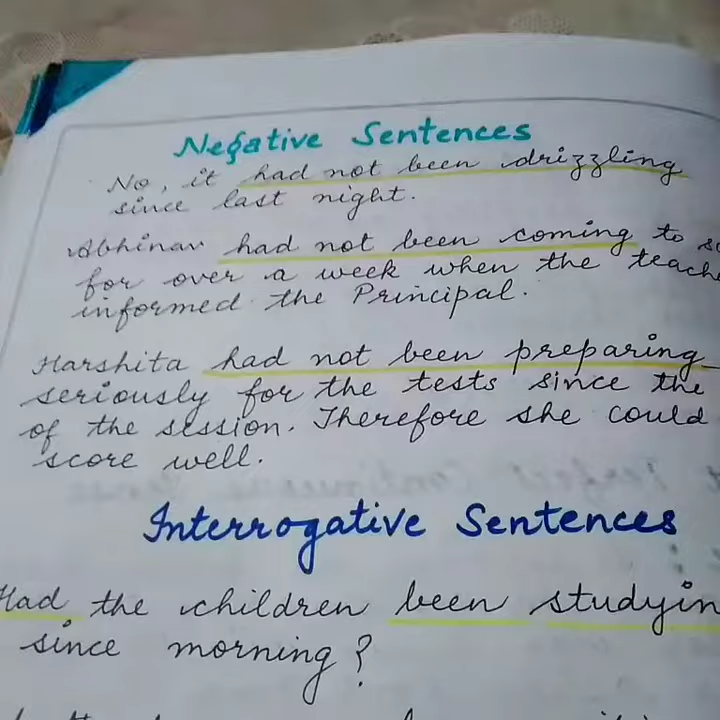 Negative Sentences
No, it had not been drizzling
since last night.
Abhinav had not been coming to
for over a week when the
informed the Principal.
Harshita had not been preparing
seriously for the tests since the
of the session. Therefore she could
score well.
Interrogative Sentences
Had the children been
since morning?